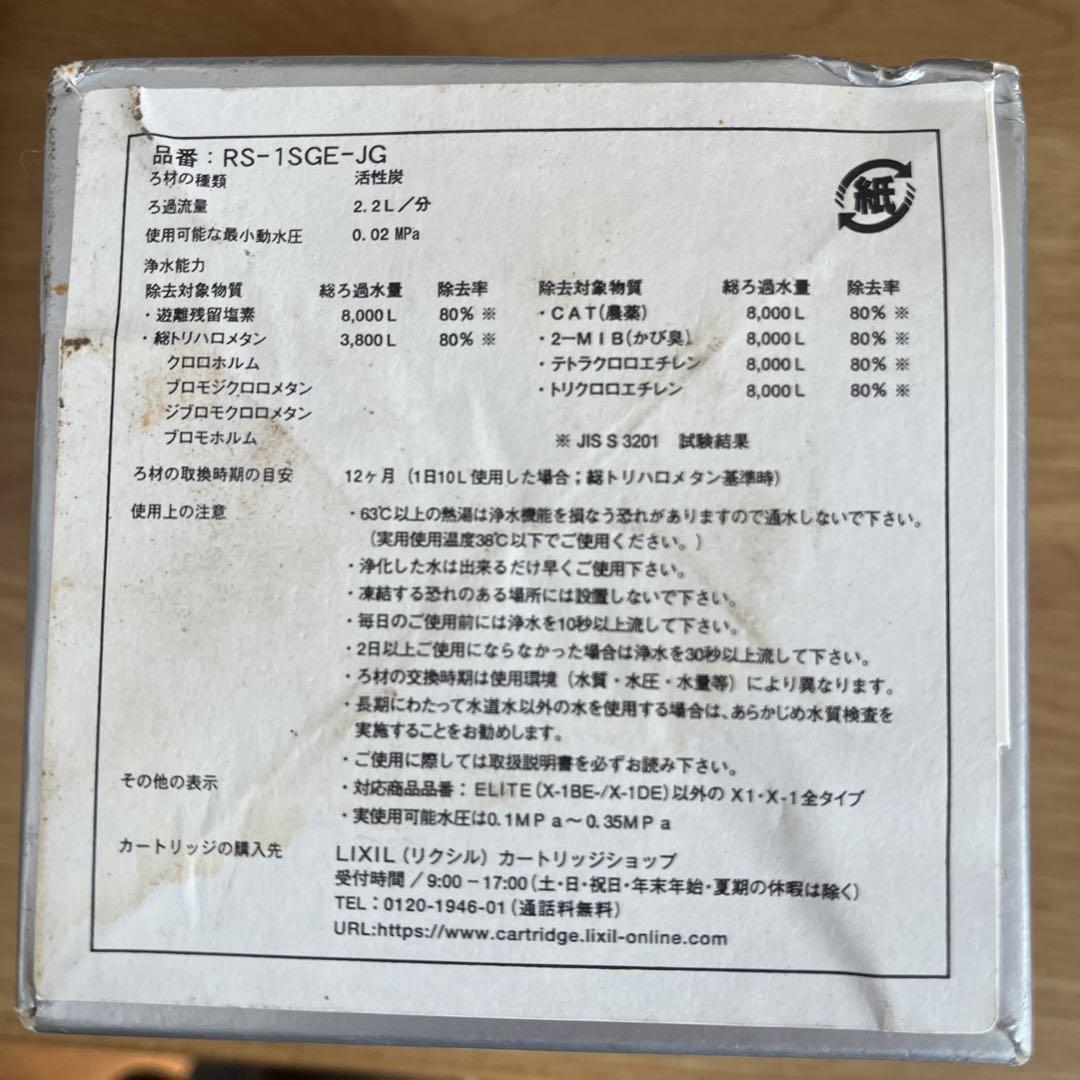 品番：RS-1SGE-JG
ろ材の種類 活性炭
ろ過流量 2.2L／分
使用可能な最小動水圧 0.02 MPa
紙
浄水能力
除去対象物質 総ろ過水量 除去率 除去対象物質 総ろ過水量 除去率
・遊離残留塩素 8,000L 80% ※ ・CAT(農薬) 8,000L 80% ※
・総トリハロメタン 3,800L 80% ※ ・2-MIB(かび臭) 8,000L 80% ※
クロロホルム ・テトラクロロエチレン 8,000L 80% ※
ブロモジクロロメタン ・トリクロロエチレン 8,000L 80% ※
ジブロモクロロメタン
ブロモホルム ※ JIS S 3201 試験結果
ろ材の取換時期の目安 12ヶ月（1日10L使用した場合；総トリハロメタン基準時）
使用上の注意 ・63℃以上の熱湯は浄水機能を損なう恐れがありますので通水しないで下さい。
（実用使用温度38℃以下でご使用ください。）
・浄化した水は出来るだけ早くご使用下さい。
・凍結する恐れのある場所には設置しないで下さい。
・毎日のご使用前には浄水を10秒以上流して下さい。
・2日以上ご使用にならなかった場合は浄水を30秒以上流して下さい。
・ろ材の交換時期は使用環境（水質・水圧・水量等）により異なります。
・長期にわたって水道水以外の水を使用する場合は、あらかじめ水質検査を
実施することをお勧めします。
・ご使用に際しては取扱説明書を必ずお読み下さい。
その他の表示 ・対応商品品番：ELITE(X-1BE-/X-1DE)以外の X1・X-1全タイプ
・実使用可能水圧は0.1MPa～0.35MPa
カートリッジの購入先 LIXIL（リクシル）カートリッジショップ
受付時間／9:00－17:00（土・日・祝日・年末年始・夏期の休暇は除く）
TEL：0120-1946-01（通話料無料）
URL:https://www.cartridge.lixil-online.com